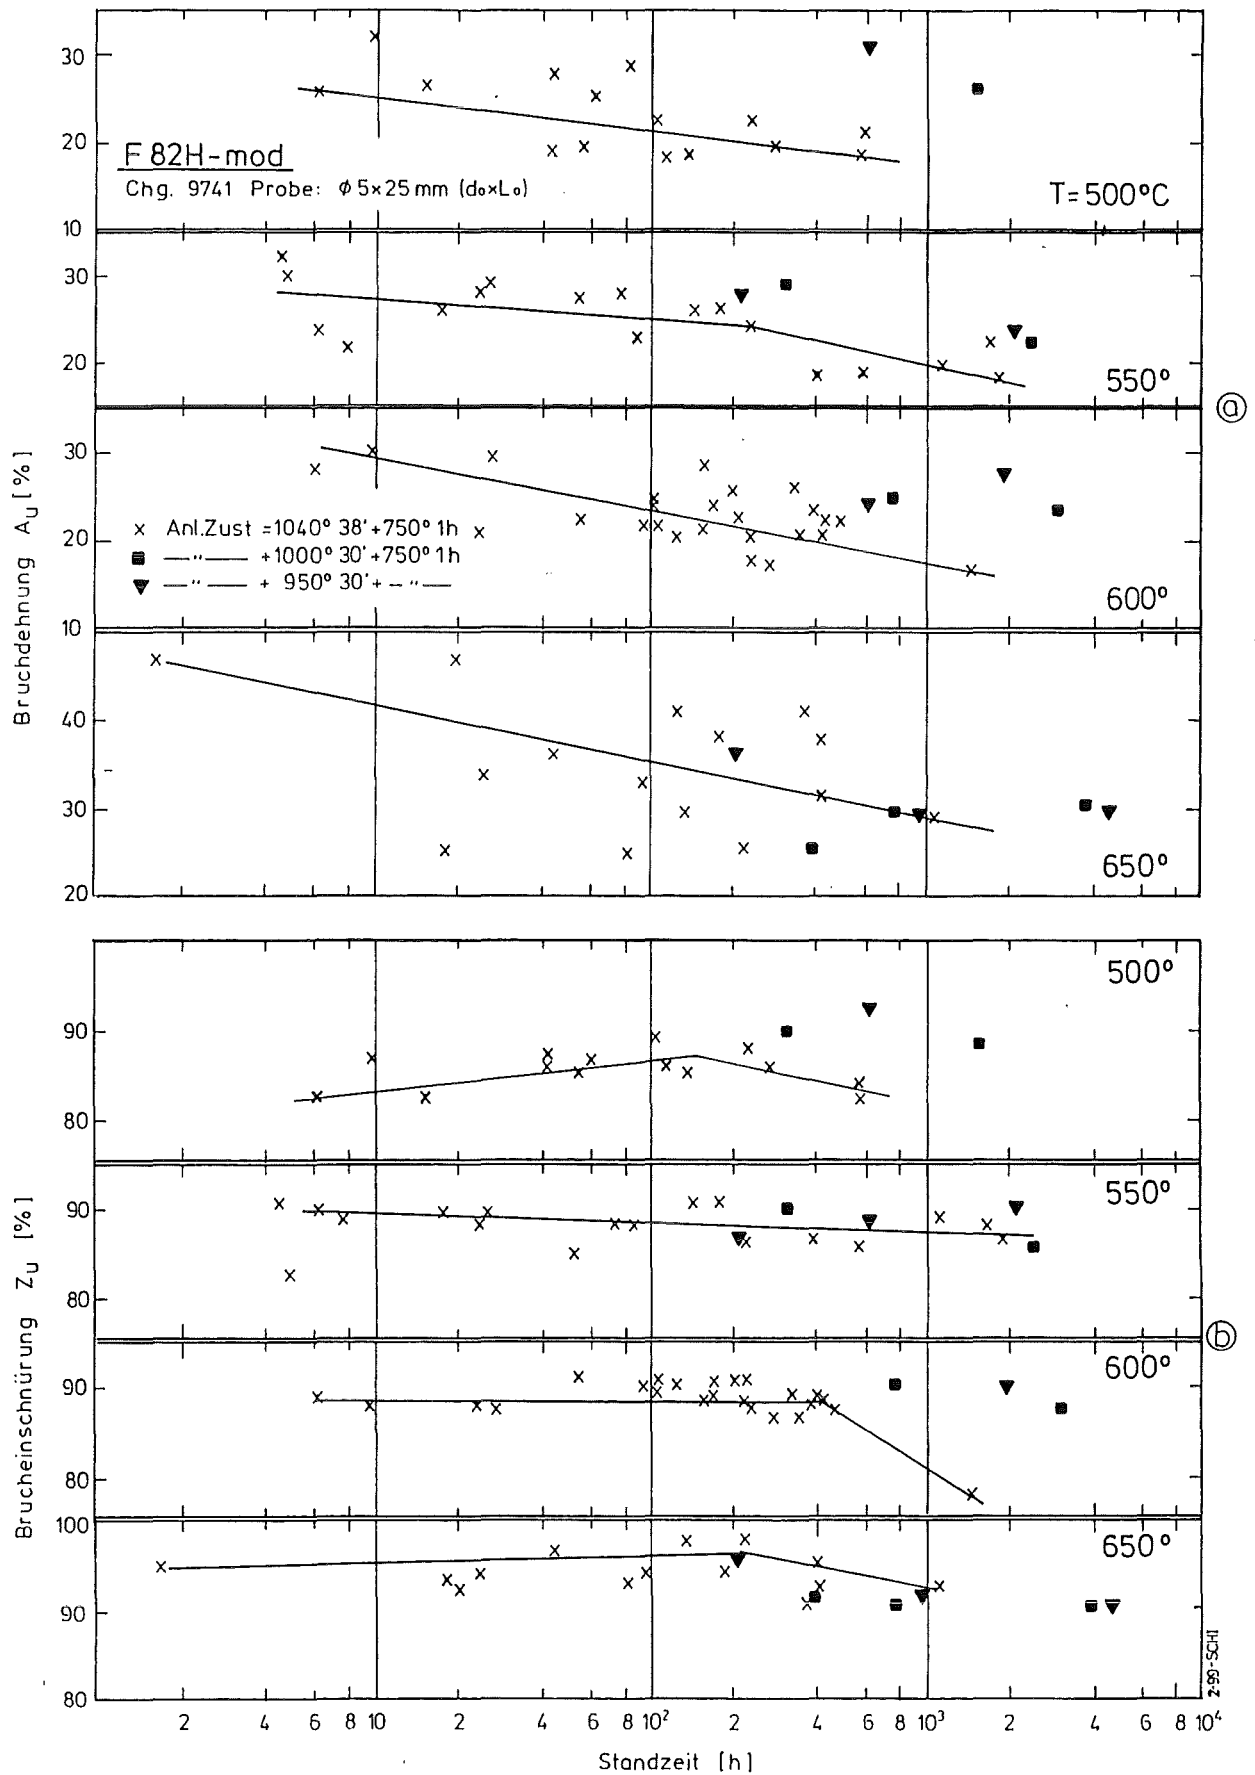 30
20
10
F 82H-mod
Chg. 9741 Probe: ϕ 5×25 mm (d₀×L₀)
T=500°C
30
20
550°
ⓐ
Bruchdehnung Au [%]
30
20
10
x Anl.Zust = 1040° 38' + 750° 1h
■ —"— + 1000° 30' + 750° 1h
▼ —"— + 950° 30' + – " —
600°
40
30
20
650°
500°
90
80
550°
90
80
ⓑ
Brucheinschnürung Zu [%]
600°
90
80
650°
100
90
80
2-99-SCHI
2 4 6 8 10 2 4 6 8 10² 2 4 6 8 10³ 2 4 6 8 10⁴
Standzeit [h]